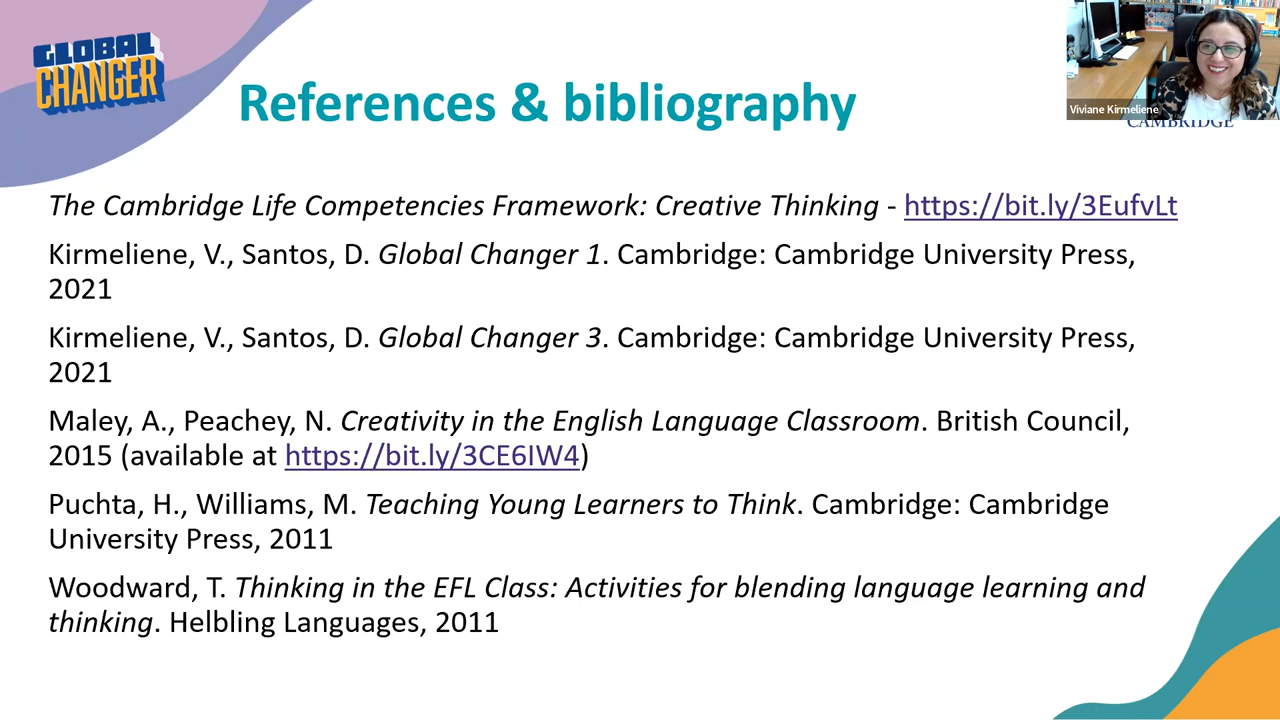 GLOBAL
CHANGER
References & bibliography
Viviane Kirmeliene
CAMBRIDGE
The Cambridge Life Competencies Framework: Creative Thinking - https://bit.ly/3EufvLt
Kirmeliene, V., Santos, D. Global Changer 1. Cambridge: Cambridge University Press,
2021
Kirmeliene, V., Santos, D. Global Changer 3. Cambridge: Cambridge University Press,
2021
Maley, A., Peachey, N. Creativity in the English Language Classroom. British Council,
2015 (available at https://bit.ly/3CE6IW4)
Puchta, H., Williams, M. Teaching Young Learners to Think. Cambridge: Cambridge
University Press, 2011
Woodward, T. Thinking in the EFL Class: Activities for blending language learning and
thinking. Helbling Languages, 2011